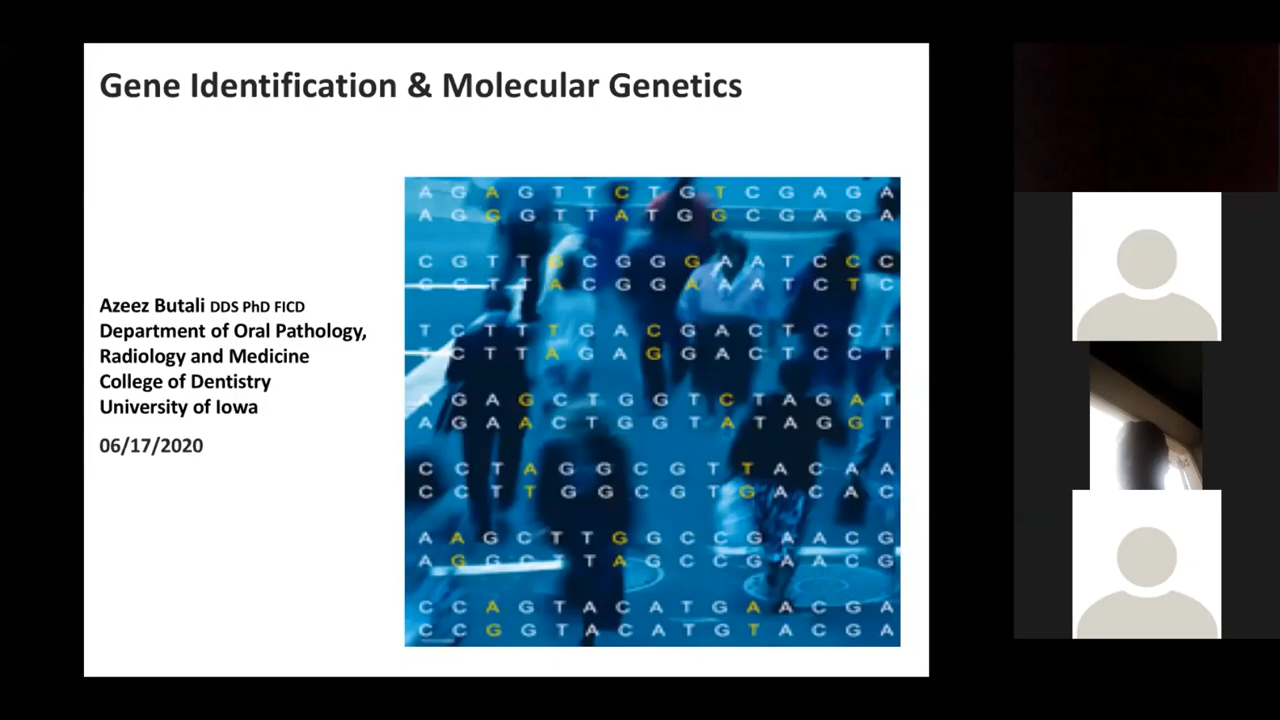 Gene Identification & Molecular Genetics
Azeez Butali DDS PhD FICD
Department of Oral Pathology,
Radiology and Medicine
College of Dentistry
University of Iowa
06/17/2020
A G A G T T C T G T C G A G A
A G G G T T A T G G C G A G A
C G T T G C G G G A A T C C C
C C T T A C G G A A A T C T C
T C T T T G A C G A C T C C T
T C T T A G A G G A C T C C T
A G A G C T G G T C T A G A T
A G A A C T G G T A T A G G T
C C T A G G C G T T A C A A
C C T T G G C G T G A C A C
A A G C T T G G C C G A A C G
A G G C T T A G C C G A A C G
C C A G T A C A T G A A C G A
C C G G T A C A T G T A C G A